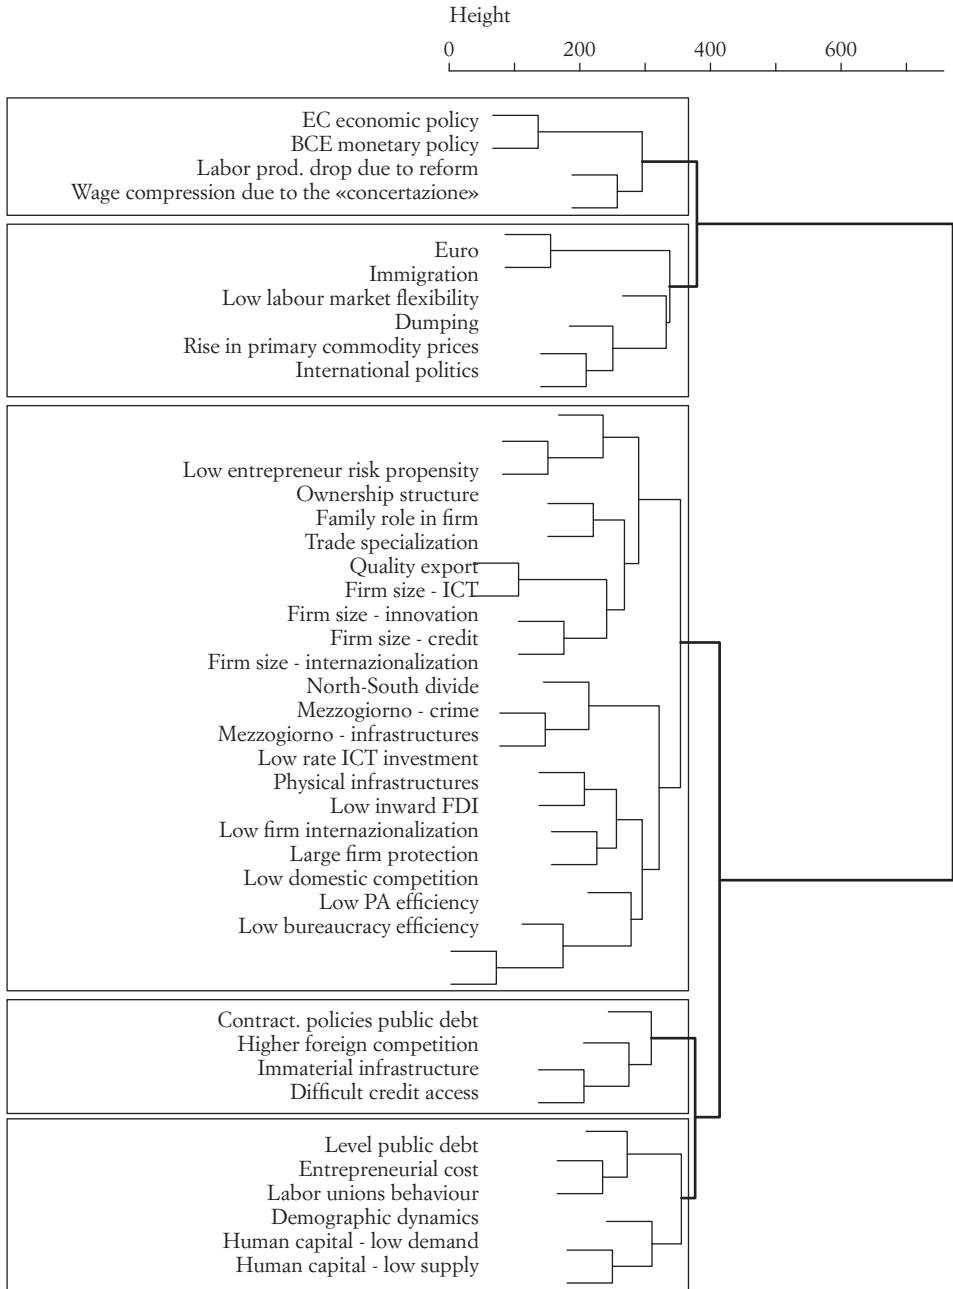 Height
0 200 400 600
EC economic policy
BCE monetary policy
Labor prod. drop due to reform
Wage compression due to the «concertazione»
Euro
Immigration
Low labour market flexibility
Dumping
Rise in primary commodity prices
International politics
Low entrepreneur risk propensity
Ownership structure
Family role in firm
Trade specialization
Quality export
Firm size - ICT
Firm size - innovation
Firm size - credit
Firm size - internazionalization
North-South divide
Mezzogiorno - crime
Mezzogiorno - infrastructures
Low rate ICT investment
Physical infrastructures
Low inward FDI
Low firm internazionalization
Large firm protection
Low domestic competition
Low PA efficiency
Low bureaucracy efficiency
Contract. policies public debt
Higher foreign competition
Immaterial infrastructure
Difficult credit access
Level public debt
Entrepreneurial cost
Labor unions behaviour
Demographic dynamics
Human capital - low demand
Human capital - low supply